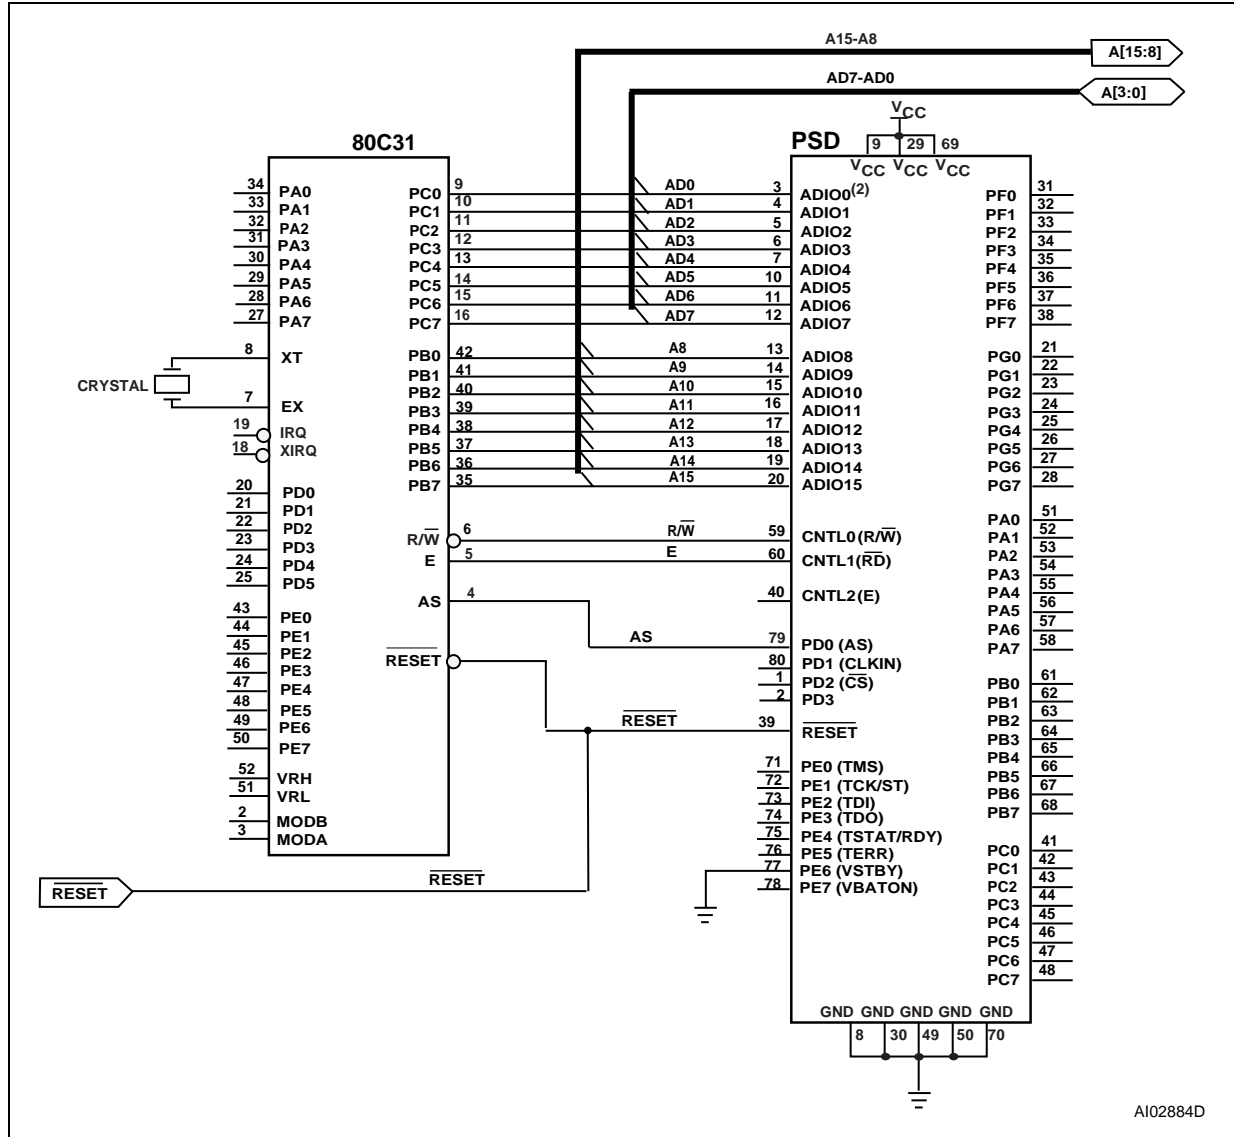 A15-A8
A[15:8]
AD7-AD0
A[3:0]
VCC
80C31
PSD
9 29 69
VCC VCC VCC
34 PA0
33 PA1
32 PA2
31 PA3
30 PA4
29 PA5
28 PA6
27 PA7
8 XT
CRYSTAL
7 EX
19 IRQ
18 XIRQ
20 PD0
21 PD1
22 PD2
23 PD3
24 PD4
25 PD5
43 PE0
44 PE1
45 PE2
46 PE3
47 PE4
48 PE5
49 PE6
50 PE7
52 VRH
51 VRL
2 MODB
3 MODA
PC0 9 AD0 3 ADIO0(2)
PC1 10 AD1 4 ADIO1
PC2 11 AD2 5 ADIO2
PC3 12 AD3 6 ADIO3
PC4 13 AD4 7 ADIO4
PC5 14 AD5 10 ADIO5
PC6 15 AD6 11 ADIO6
PC7 16 AD7 12 ADIO7
PB0 42 A8 13 ADIO8
PB1 41 A9 14 ADIO9
PB2 40 A10 15 ADIO10
PB3 39 A11 16 ADIO11
PB4 38 A12 17 ADIO12
PB5 37 A13 18 ADIO13
PB6 36 A14 19 ADIO14
PB7 35 A15 20 ADIO15
R/W̅ 6 R/W̅ 59 CNTL0 (R/W̅)
E 5 E 60 CNTL1(R̅D̅)
40 CNTL2 (E)
AS 4 AS 79 PD0 (AS)
80 PD1 (CLKIN)
1 PD2 (C̅S̅)
2 PD3
R̅E̅S̅E̅T̅ R̅E̅S̅E̅T̅ 39 R̅E̅S̅E̅T̅
71 PE0 (TMS)
72 PE1 (TCK/ST)
73 PE2 (TDI)
74 PE3 (TDO)
75 PE4 (TSTAT/RDY)
76 PE5 (TERR)
77 PE6 (VSTBY)
78 PE7 (VBATON)
R̅E̅S̅E̅T̅ R̅E̅S̅E̅T̅
PF0 31
PF1 32
PF2 33
PF3 34
PF4 35
PF5 36
PF6 37
PF7 38
PG0 21
PG1 22
PG2 23
PG3 24
PG4 25
PG5 26
PG6 27
PG7 28
PA0 51
PA1 52
PA2 53
PA3 54
PA4 55
PA5 56
PA6 57
PA7 58
PB0 61
PB1 62
PB2 63
PB3 64
PB4 65
PB5 66
PB6 67
PB7 68
PC0 41
PC1 42
PC2 43
PC3 44
PC4 45
PC5 46
PC6 47
PC7 48
GND GND GND GND GND
8 30 49 50 70
AI02884D